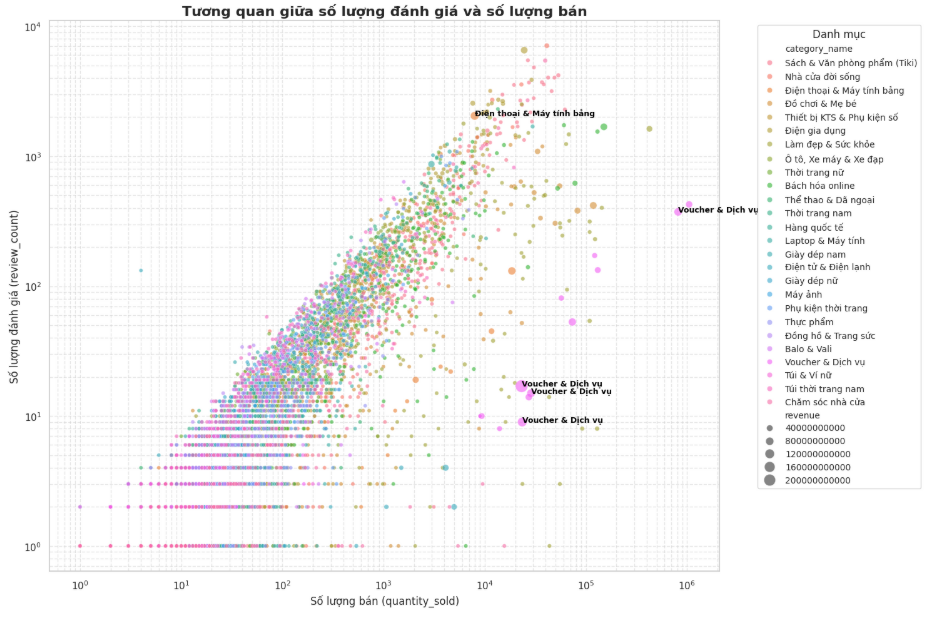 Tương quan giữa số lượng đánh giá và số lượng bán
10⁴
10³
10²
10¹
10⁰
Số lượng đánh giá (review_count)
Điện thoại & Máy tính bảng
Voucher & Dịch vụ
Voucher & Dịch vụ
Voucher & Dịch vụ
Voucher & Dịch vụ
10⁰ 10¹ 10² 10³ 10⁴ 10⁵ 10⁶
Số lượng bán (quantity_sold)
Danh mục
category_name
Sách & Văn phòng phẩm (Tiki)
Nhà cửa đời sống
Điện thoại & Máy tính bảng
Đồ chơi & Mẹ bé
Thiết bị KTS & Phụ kiện số
Điện gia dụng
Làm đẹp & Sức khỏe
Ô tô, Xe máy & Xe đạp
Thời trang nữ
Bách hóa online
Thể thao & Dã ngoại
Thời trang nam
Hàng quốc tế
Laptop & Máy tính
Giày dép nam
Điện tử & Điện lạnh
Giày dép nữ
Máy ảnh
Phụ kiện thời trang
Thực phẩm
Đồng hồ & Trang sức
Balo & Vali
Voucher & Dịch vụ
Túi & Ví nữ
Túi thời trang nam
Chăm sóc nhà cửa
revenue
40000000000
80000000000
120000000000
160000000000
200000000000